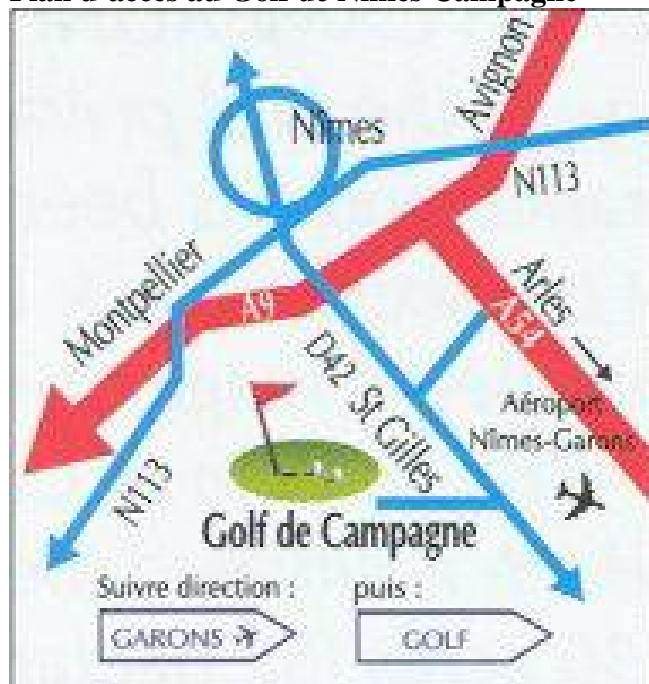 Plan d'accès au Golf de Nîmes Campagne
Avignon
Nîmes
N113
Montpellier
A9
Arles
A54
D42 St Gilles
Aéroport
Nîmes-Garons
N113
Golf de Campagne
Suivre direction :
puis :
GARONS
GOLF